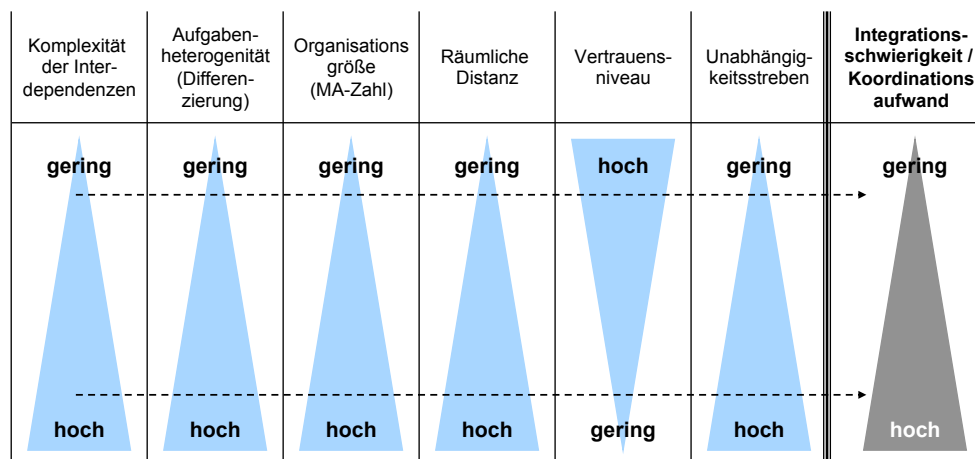 Komplexität
der Inter-
dependenzen
Aufgaben-
heterogenität
(Differen-
zierung)
Organisations
größe
(MA-Zahl)
Räumliche
Distanz
Vertrauens-
niveau
Unabhängig-
keitsstreben
Integrations-
schwierigkeit /
Koordinations
aufwand
gering gering gering gering hoch gering gering
hoch hoch hoch hoch gering hoch hoch